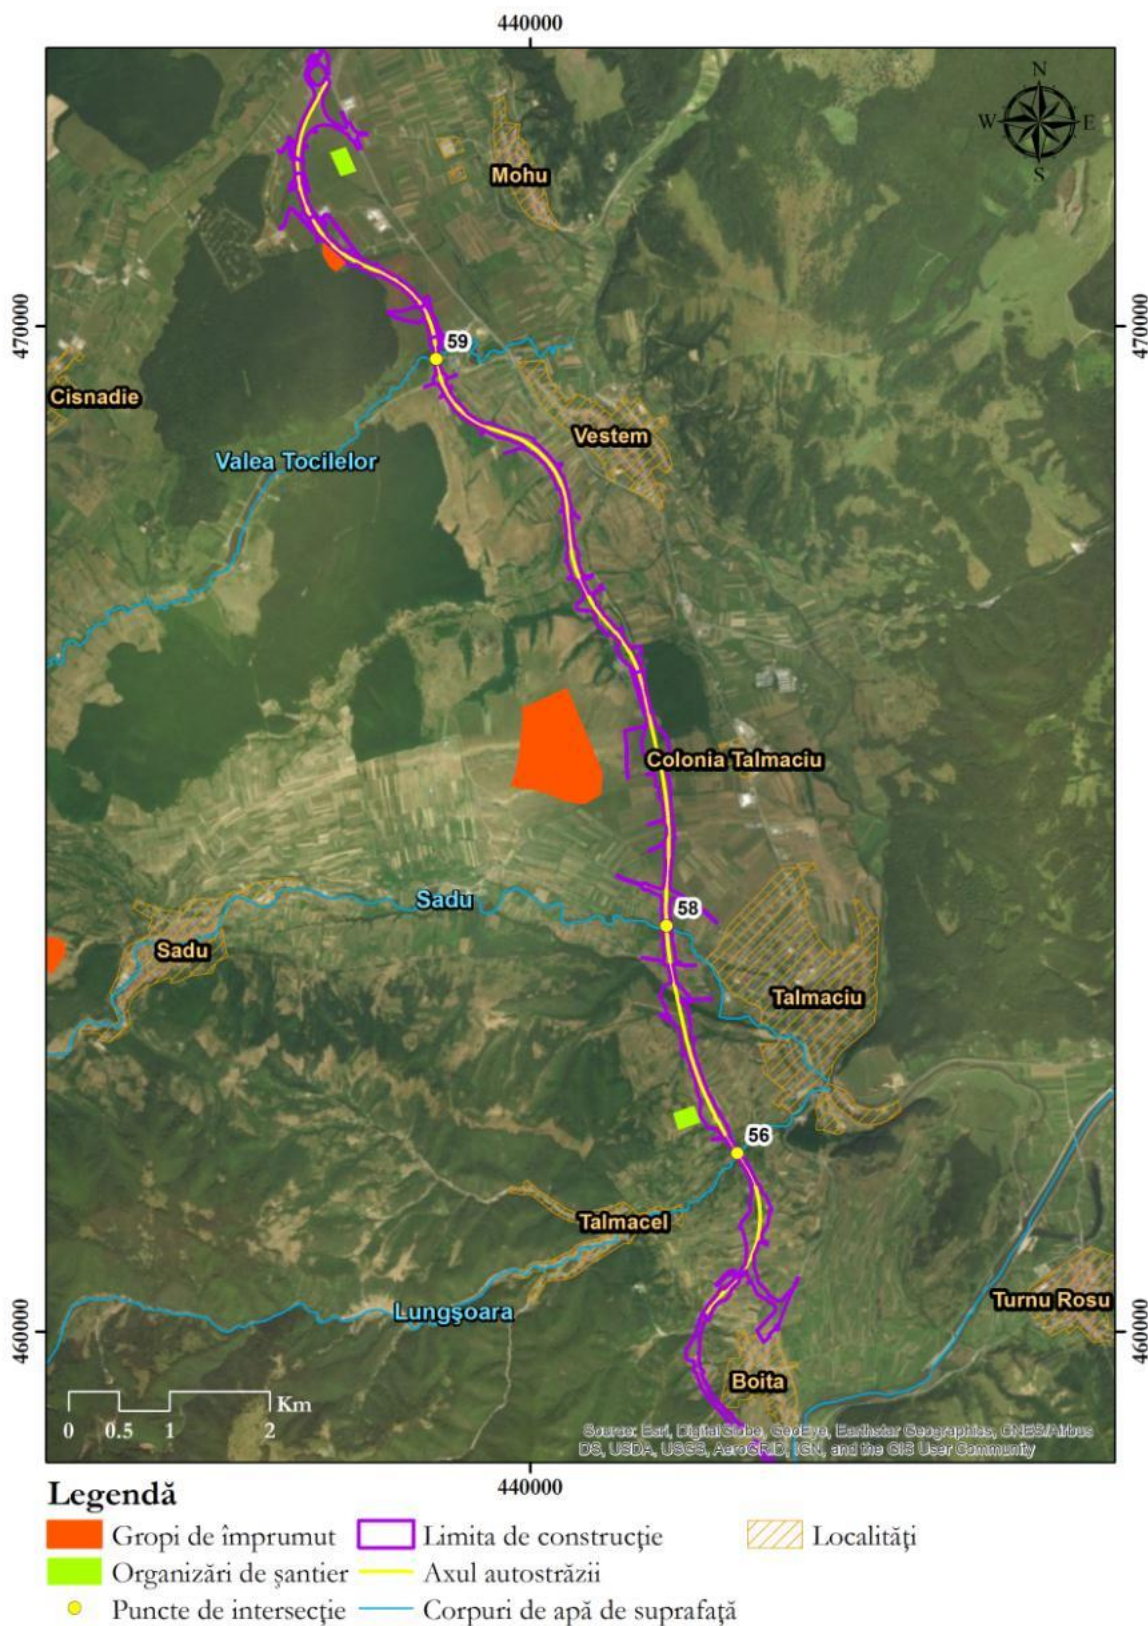 440000
N
W E
S
Mohu
470000
470000
59
Cisnadie
Vestem
Valea Tocilelor
Colonia Talmaciu
Sadu
58
Sadu
Talmaciu
56
Talmacel
Turnu Rosu
Lungşoara
460000
460000
Boita
Km
0 0.5 1 2
Source: Esri, DigitalGlobe, GeoEye, Earthstar Geographics, CNES/Airbus
DS, USDA, USGS, AeroGRID, IGN, and the GIS User Community
440000
Legendă
Gropi de împrumut Limita de construcţie Localităţi
Organizări de şantier Axul autostrăzii
Puncte de intersecţie Corpuri de apă de suprafaţă